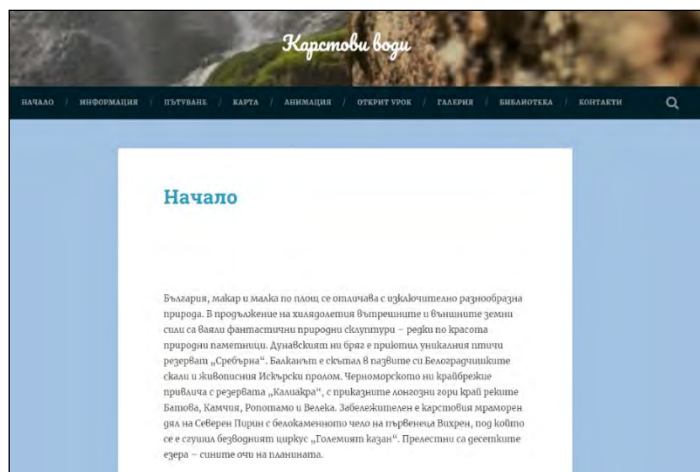 Карстови води
НАЧАЛО / ИНФОРМАЦИЯ / ПЪТУВАНЕ / КАРТА / АНИМАЦИЯ / ОТКРИТ УРОК / ГАЛЕРИЯ / БИБЛИОТЕКА / КОНТАКТИ
Начало
България, макар и малка по площ се отличава с изключително разнообразна
природа. В продължение на хилядолетия вътрешните и външните земни
сили са ваяли фантастични природни скулптури – редки по красота
природни паметници. Дунавският ни бряг е приютил уникалния птичи
резерват „Сребърна“. Балканът е скътал в пазвите си Белоградчишките
скали и живописния Искърски пролом. Черноморското ни крайбрежие
привлича с резервата „Калиакра“, с приказните лонгозни гори край реките
Батова, Камчия, Ропотамо и Велека. Забележителен е карстовия мраморен
дял на Северен Пирин с белокаменното чело на първенеца Вихрен, под който
се е сгушил безводният циркус „Големият казан“. Прелестни са десетките
езера – сините очи на планината.